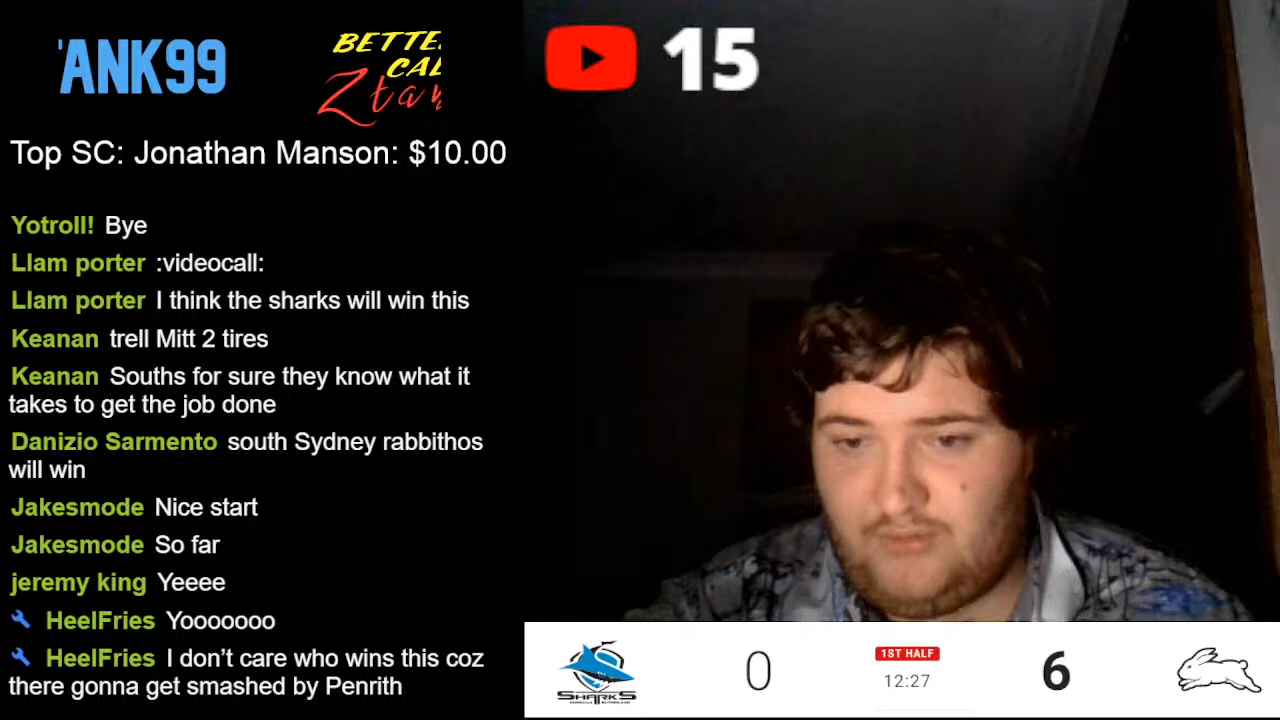 'ANK99
BETTE
CAL
Ztar
15
Top SC: Jonathan Manson: $10.00
Yotroll! Bye
Llam porter :videocall:
Llam porter I think the sharks will win this
Keanan trell Mitt 2 tires
Keanan Souths for sure they know what it
takes to get the job done
Danizio Sarmento south Sydney rabbithos
will win
Jakesmode Nice start
Jakesmode So far
jeremy king Yeeee
HeelFries Yooooooo
HeelFries I don’t care who wins this coz
there gonna get smashed by Penrith
SHARKS
0
1ST HALF
12:27
6